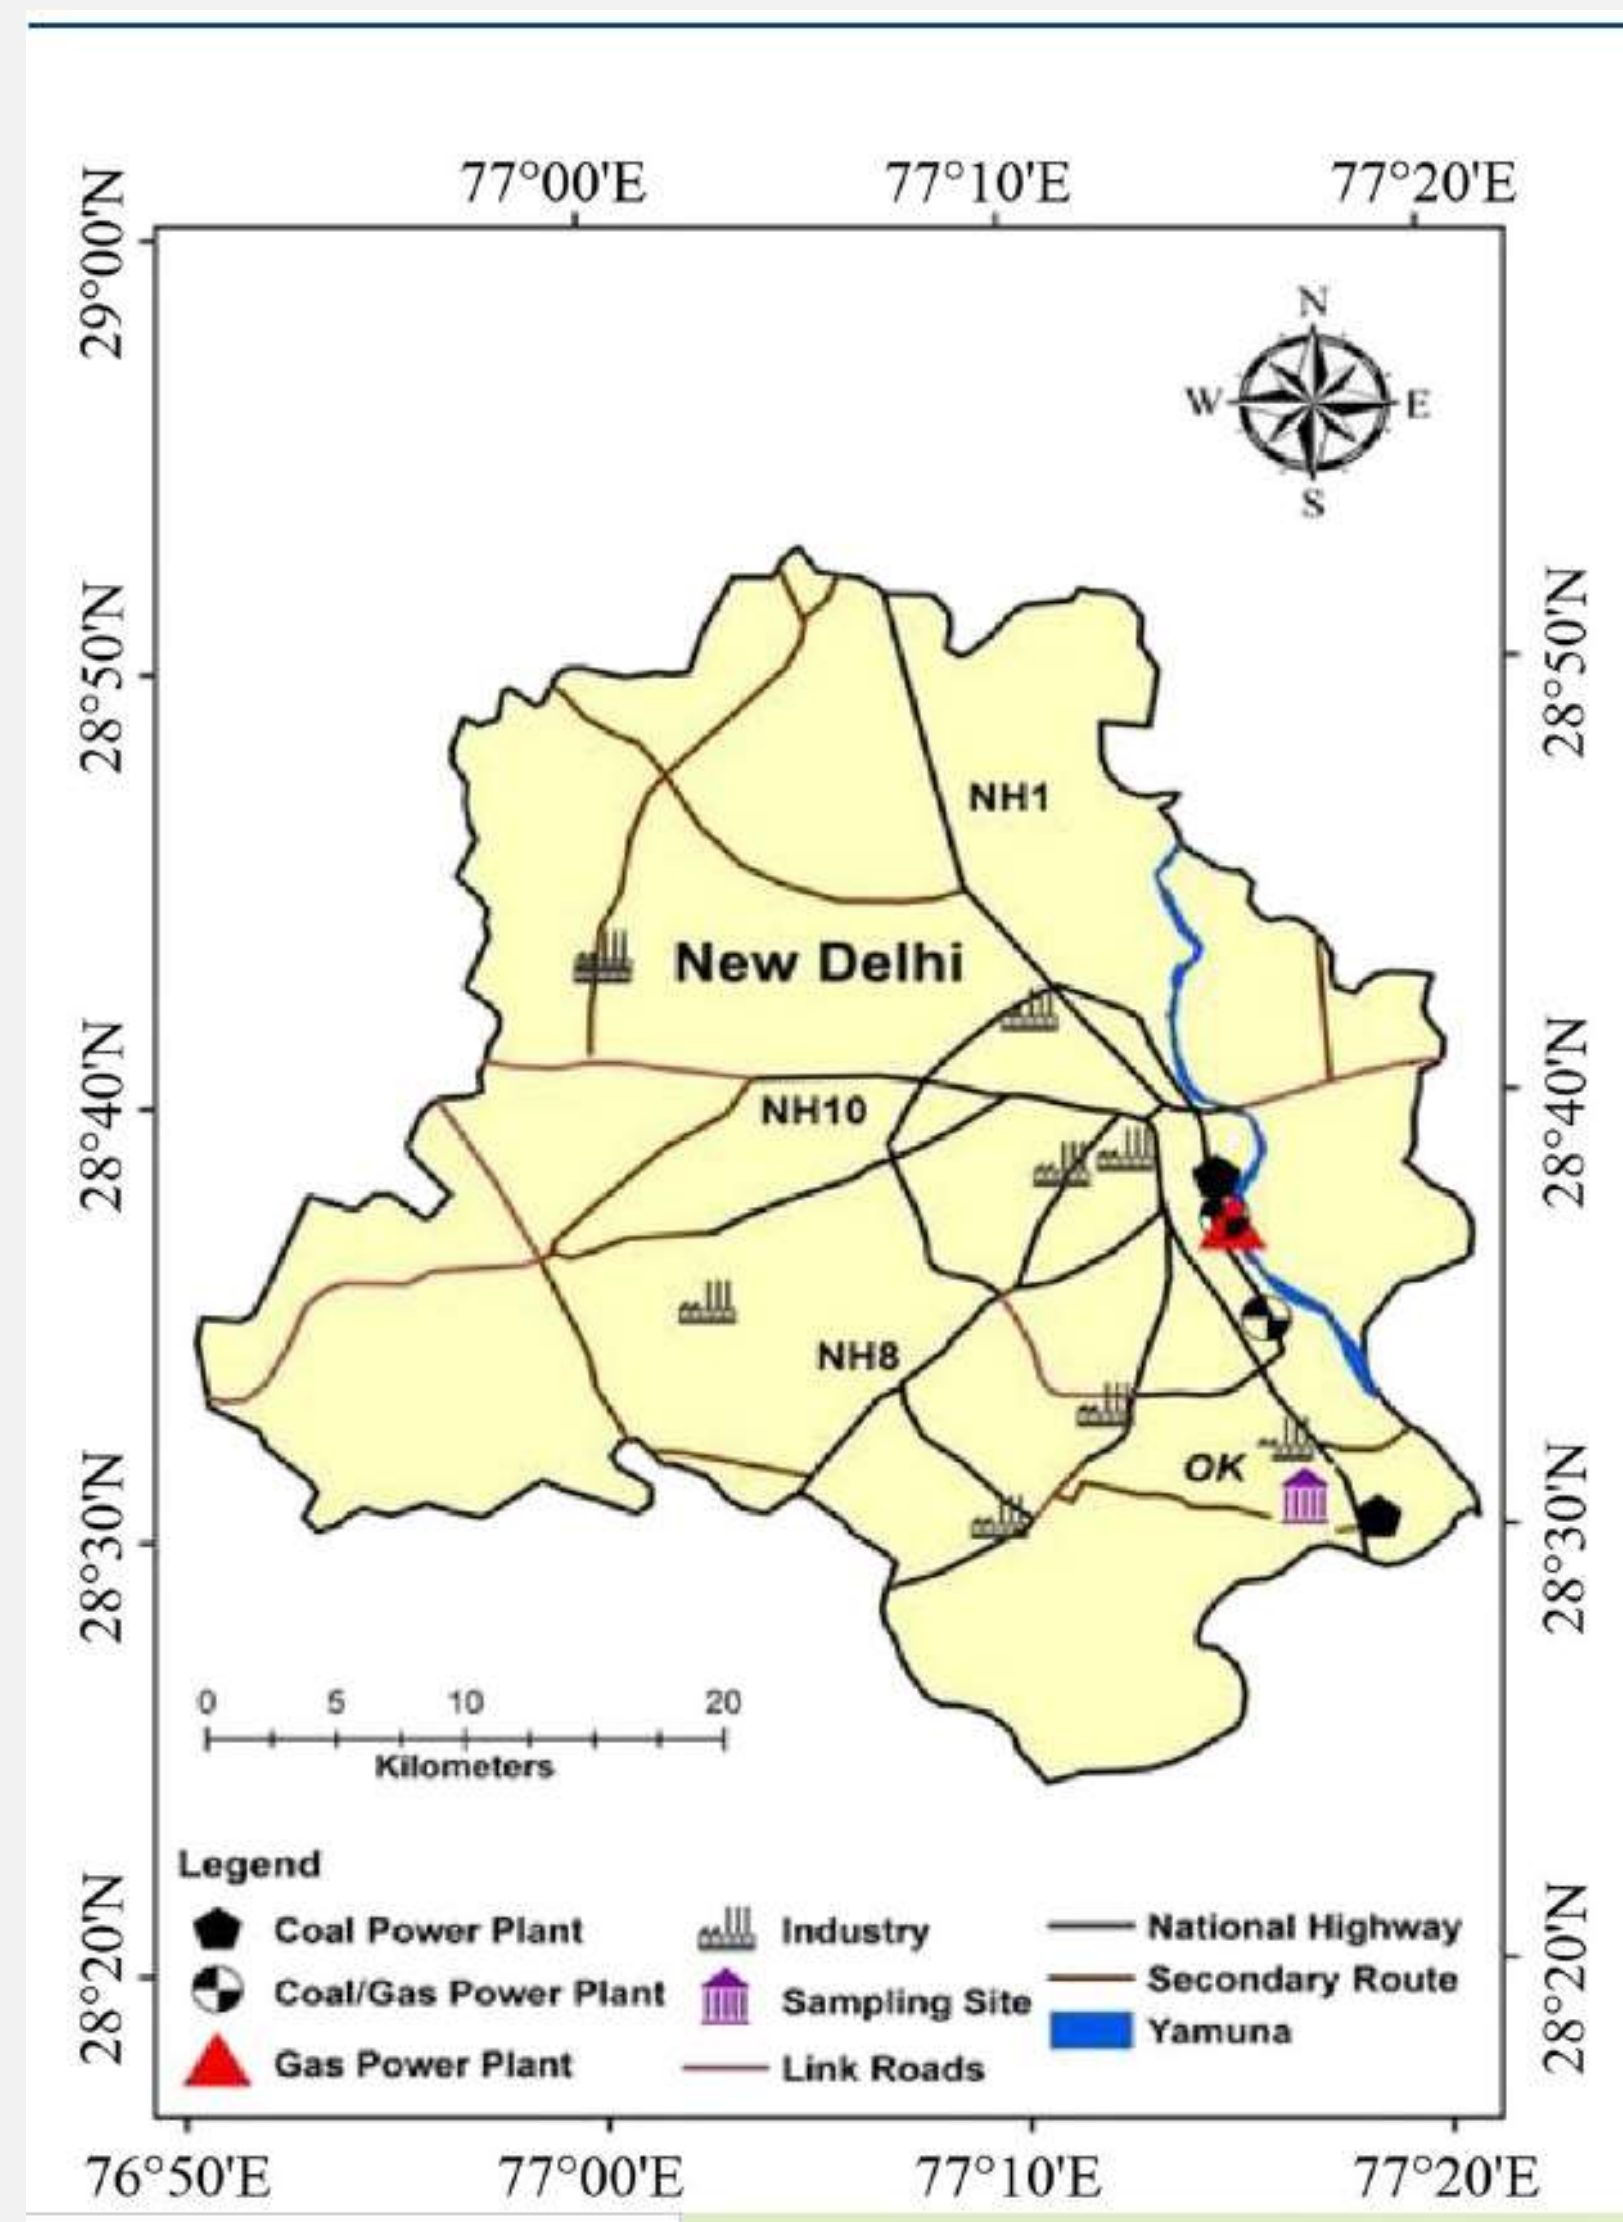 77°00'E 77°10'E 77°20'E
29°00'N
N
W E
S
28°50'N 28°50'N
NH1
New Delhi
28°40'N 28°40'N
NH10
NH8
OK
28°30'N 28°30'N
0 5 10 20
Kilometers
Legend
Coal Power Plant Industry National Highway
Coal/Gas Power Plant Sampling Site Secondary Route
Gas Power Plant Link Roads Yamuna
28°20'N 28°20'N
76°50'E 77°00'E 77°10'E 77°20'E